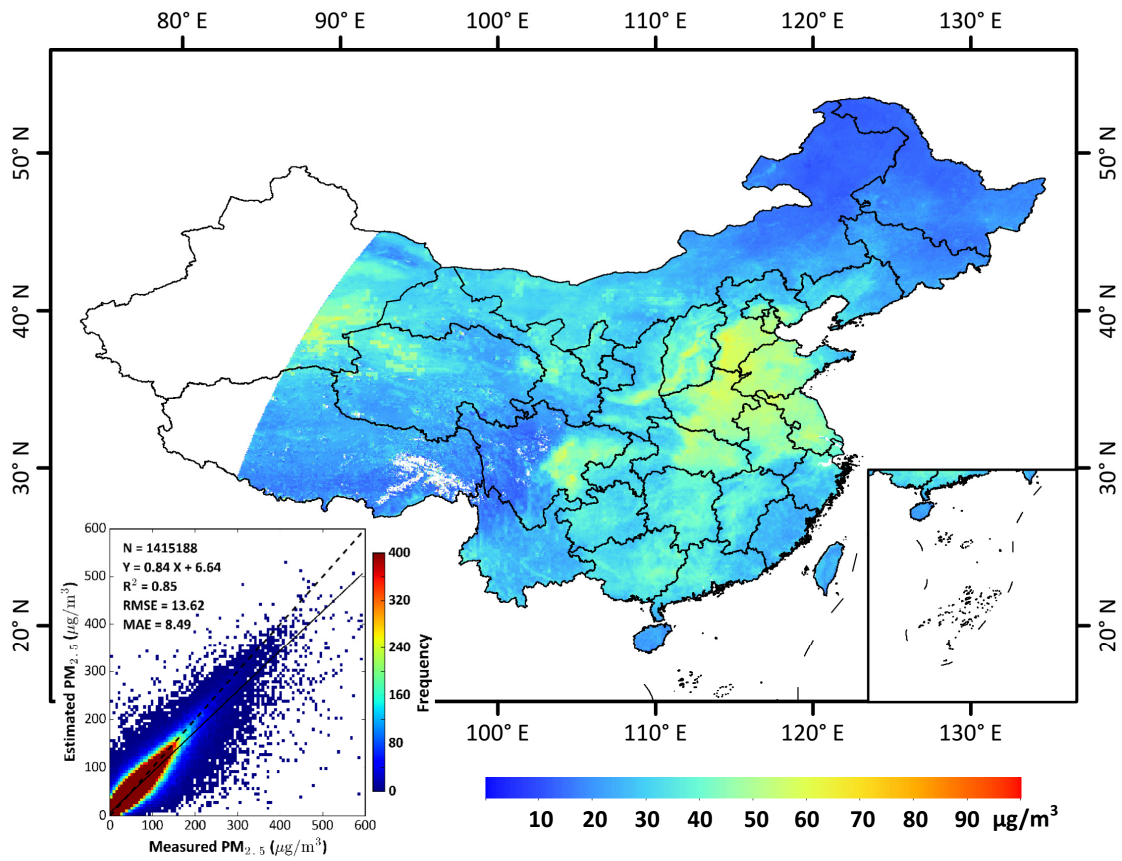 80° E 90° E 100° E 110° E 120° E 130° E
50° N 50° N
40° N 40° N
30° N 30° N
20° N 20° N
100° E 110° E 120° E 130° E
600
500
400
300
200
100
0
Estimated PM2.5 (μg/m3)
N = 1415188
Y = 0.84 X + 6.64
R2 = 0.85
RMSE = 13.62
MAE = 8.49
0 100 200 300 400 500 600
Measured PM2.5 (μg/m3)
400
320
240
160
80
0
Frequency
10 20 30 40 50 60 70 80 90 μg/m3